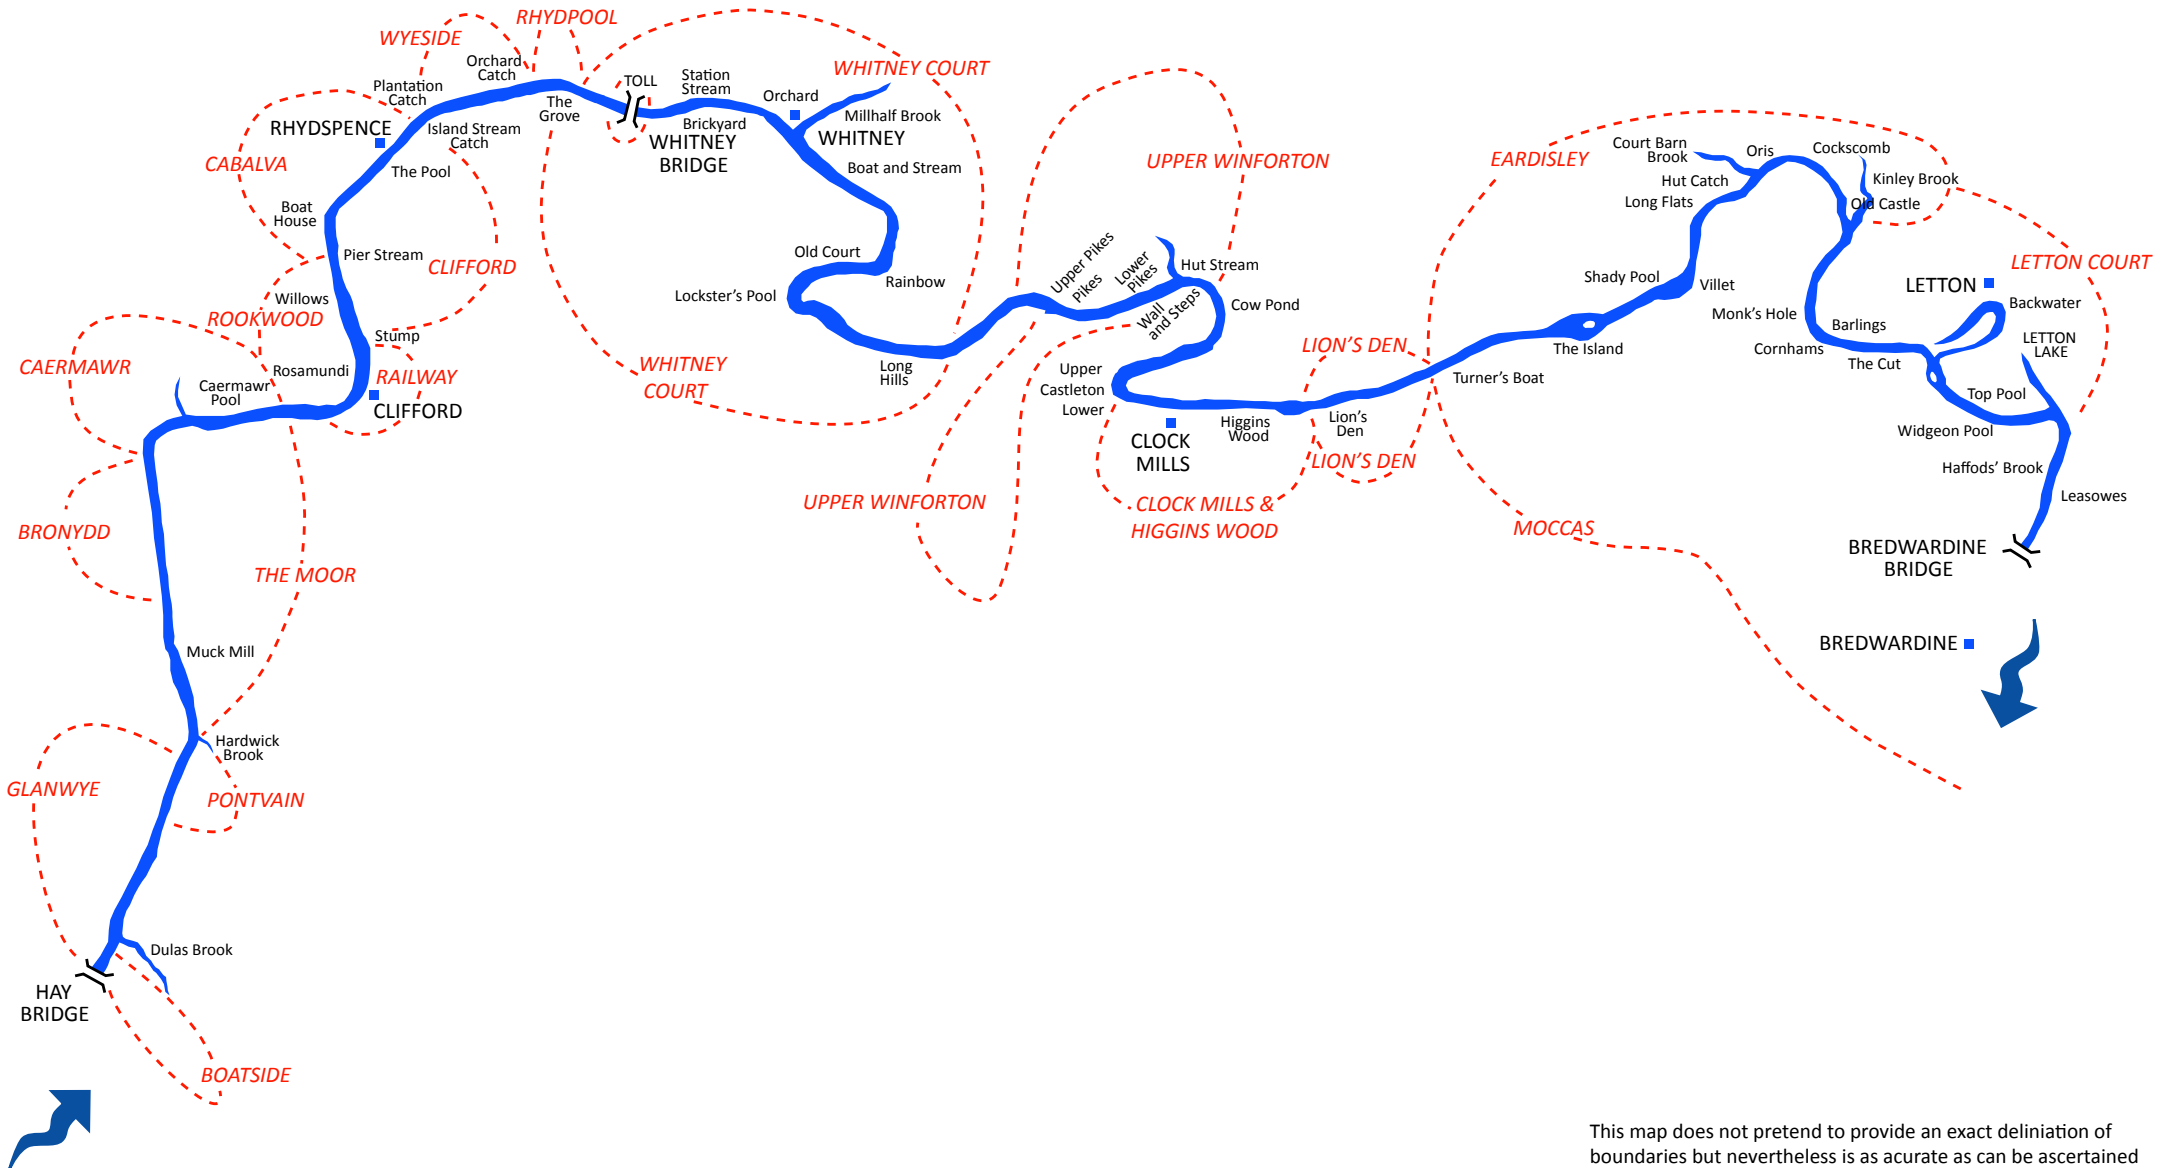 RHYDPOOL
WYESIDE
Orchard
Catch
Plantation
Catch
The
Grove
TOLL
Station
Stream
WHITNEY COURT
Orchard
Millhalf Brook
Brickyard
WHITNEY
WHITNEY
BRIDGE
RHYDSPENCE
Island Stream
Catch
CABALVA
The Pool
Boat and Stream
Boat
House
Pier Stream
CLIFFORD
Old Court
Rainbow
Lockster's Pool
Willows
ROOKWOOD
Stump
CAERMAWR
Rosamundi
RAILWAY
Caermawr
Pool
CLIFFORD
WHITNEY
COURT
Long
Hills
BRONYDD
THE MOOR
Muck Mill
Hardwick
Brook
GLANWYE
PONTVAIN
Dulas Brook
HAY
BRIDGE
BOATSIDE
UPPER WINFORTON
Upper Pikes
Pikes
Lower
Pikes
Hut Stream
Wall
and Steps
Cow Pond
Upper
Castleton
Lower
CLOCK
MILLS
Higgins
Wood
LION'S DEN
Lion's
Den
LION'S DEN
UPPER WINFORTON
CLOCK MILLS &
HIGGINS WOOD
Turner's Boat
MOCCAS
EARDISLEY
Court Barn
Brook
Oris
Cockscomb
Hut Catch
Kinley Brook
Long Flats
Old Castle
Shady Pool
Villet
The Island
Monk's Hole
Barlings
Cornhams
The Cut
LETTON COURT
LETTON
Backwater
LETTON
LAKE
Top Pool
Widgeon Pool
Haffods' Brook
Leasowes
BREDWARDINE
BRIDGE
BREDWARDINE
This map does not pretend to provide an exact deliniation of
boundaries but nevertheless is as acurate as can be ascertained